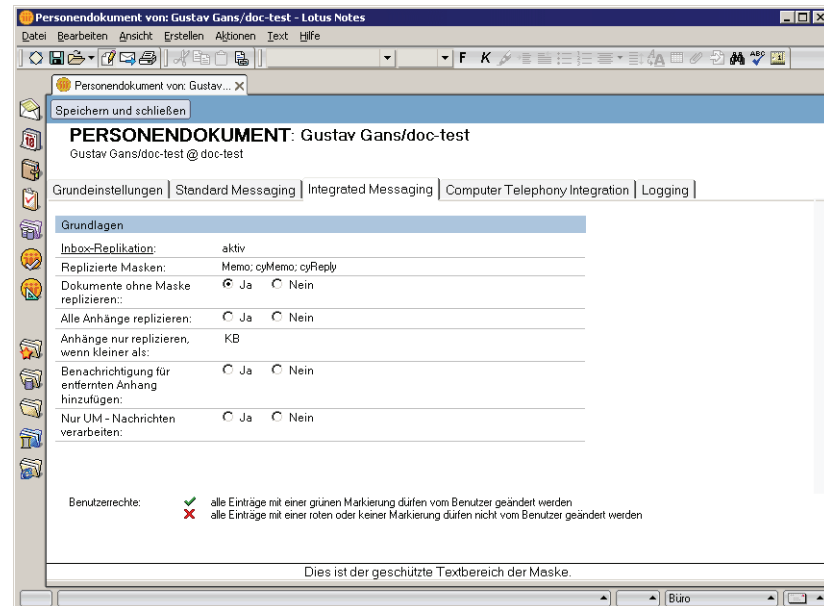 Personendokument von: Gustav Gans/doc-test - Lotus Notes
Datei Bearbeiten Ansicht Erstellen Aktionen Text Hilfe
F K
Personendokument von: Gustav...
Speichern und schließen
PERSONENDOKUMENT: Gustav Gans/doc-test
Gustav Gans/doc-test @ doc-test
Grundeinstellungen Standard Messaging Integrated Messaging Computer Telephony Integration Logging
Grundlagen
Inbox-Replikation: aktiv
Replizierte Masken: Memo; cyMemo; cyReply
Dokumente ohne Maske replizieren:: Ja Nein
Alle Anhänge replizieren: Ja Nein
Anhänge nur replizieren, wenn kleiner als: KB
Benachrichtigung für entfernten Anhang hinzufügen: Ja Nein
Nur UM - Nachrichten verarbeiten: Ja Nein
Benutzerrechte: alle Einträge mit einer grünen Markierung dürfen vom Benutzer geändert werden
alle Einträge mit einer roten oder keiner Markierung dürfen nicht vom Benutzer geändert werden
Dies ist der geschützte Textbereich der Maske.
Büro